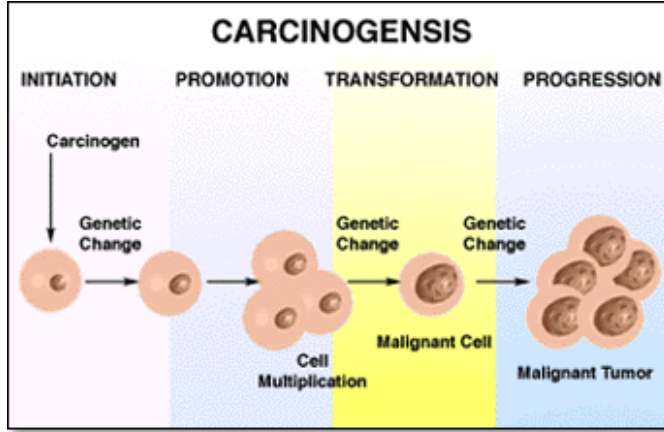 CARCINOGENSIS
INITIATION
PROMOTION
TRANSFORMATION
PROGRESSION
Carcinogen
Genetic
Change
Genetic
Change
Genetic
Change
Cell
Multiplication
Malignant Cell
Malignant Tumor